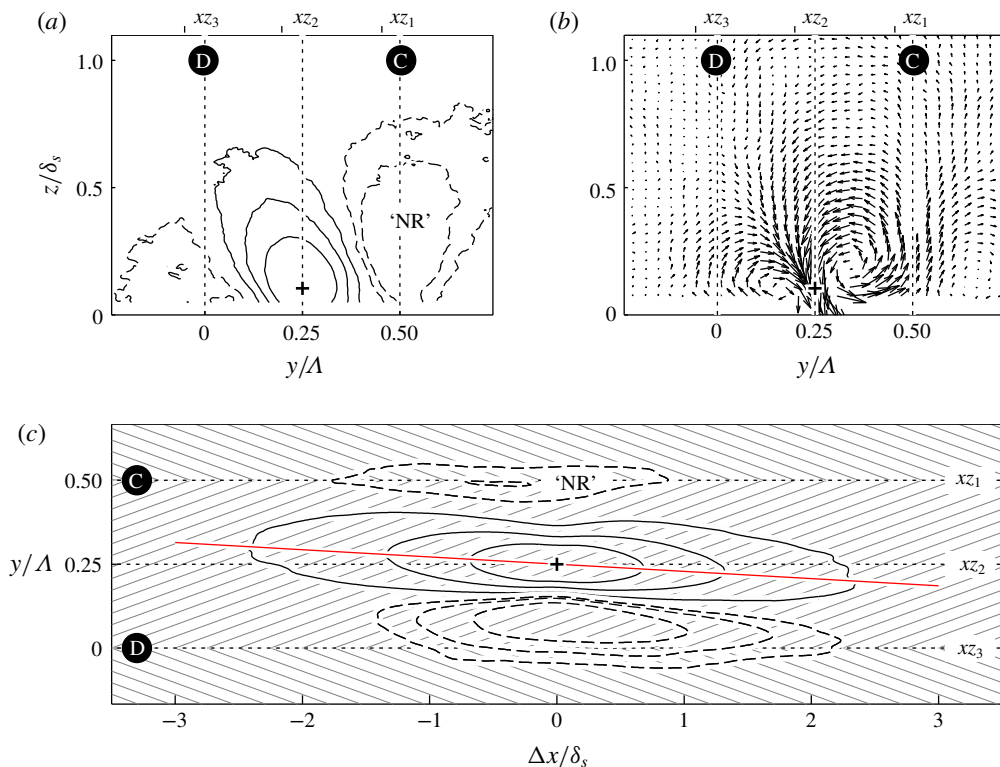 (a) xz₃ xz₂ xz₁
D C
1.0
z/δₛ
0.5
'NR'
0
0 0.25 0.50
y/Λ
(b) xz₃ xz₂ xz₁
D C
1.0
0.5
0
0 0.25 0.50
y/Λ
(c)
C 0.50 'NR' xz₁
y/Λ 0.25 xz₂
D 0 xz₃
−3 −2 −1 0 1 2 3
Δx/δₛ